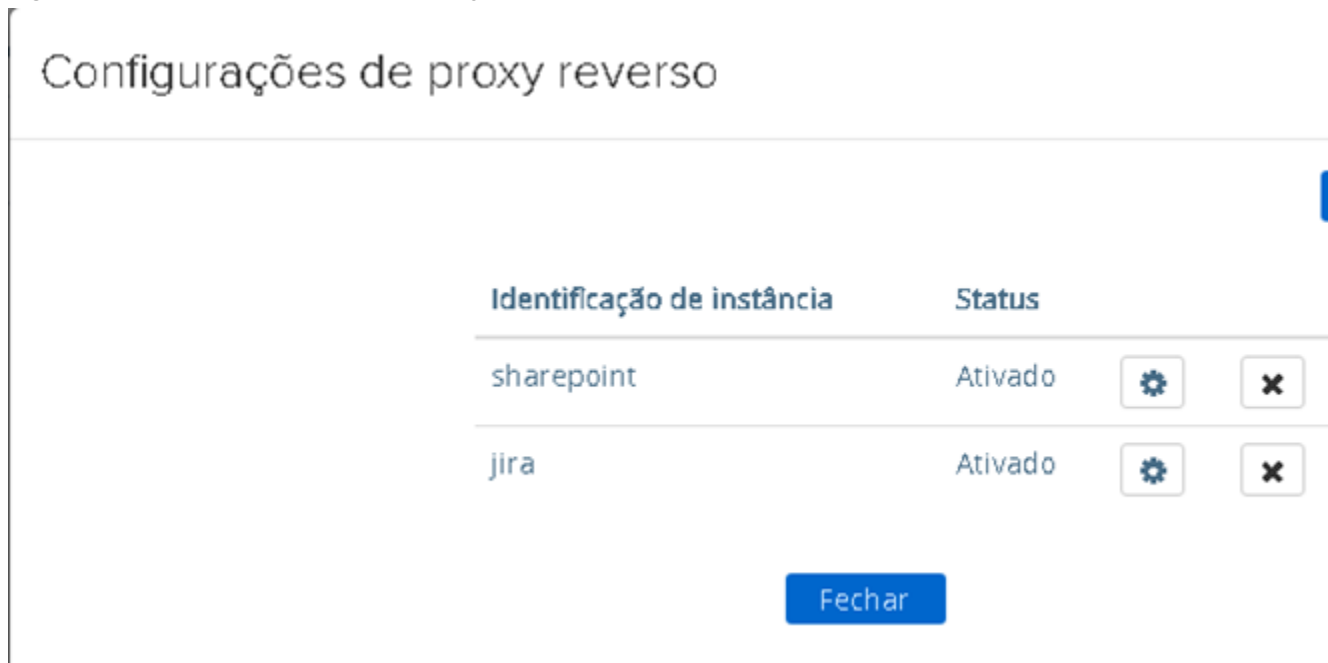 Configurações de proxy reverso
Identificação de instância Status
sharepoint Ativado
jira Ativado
Fechar